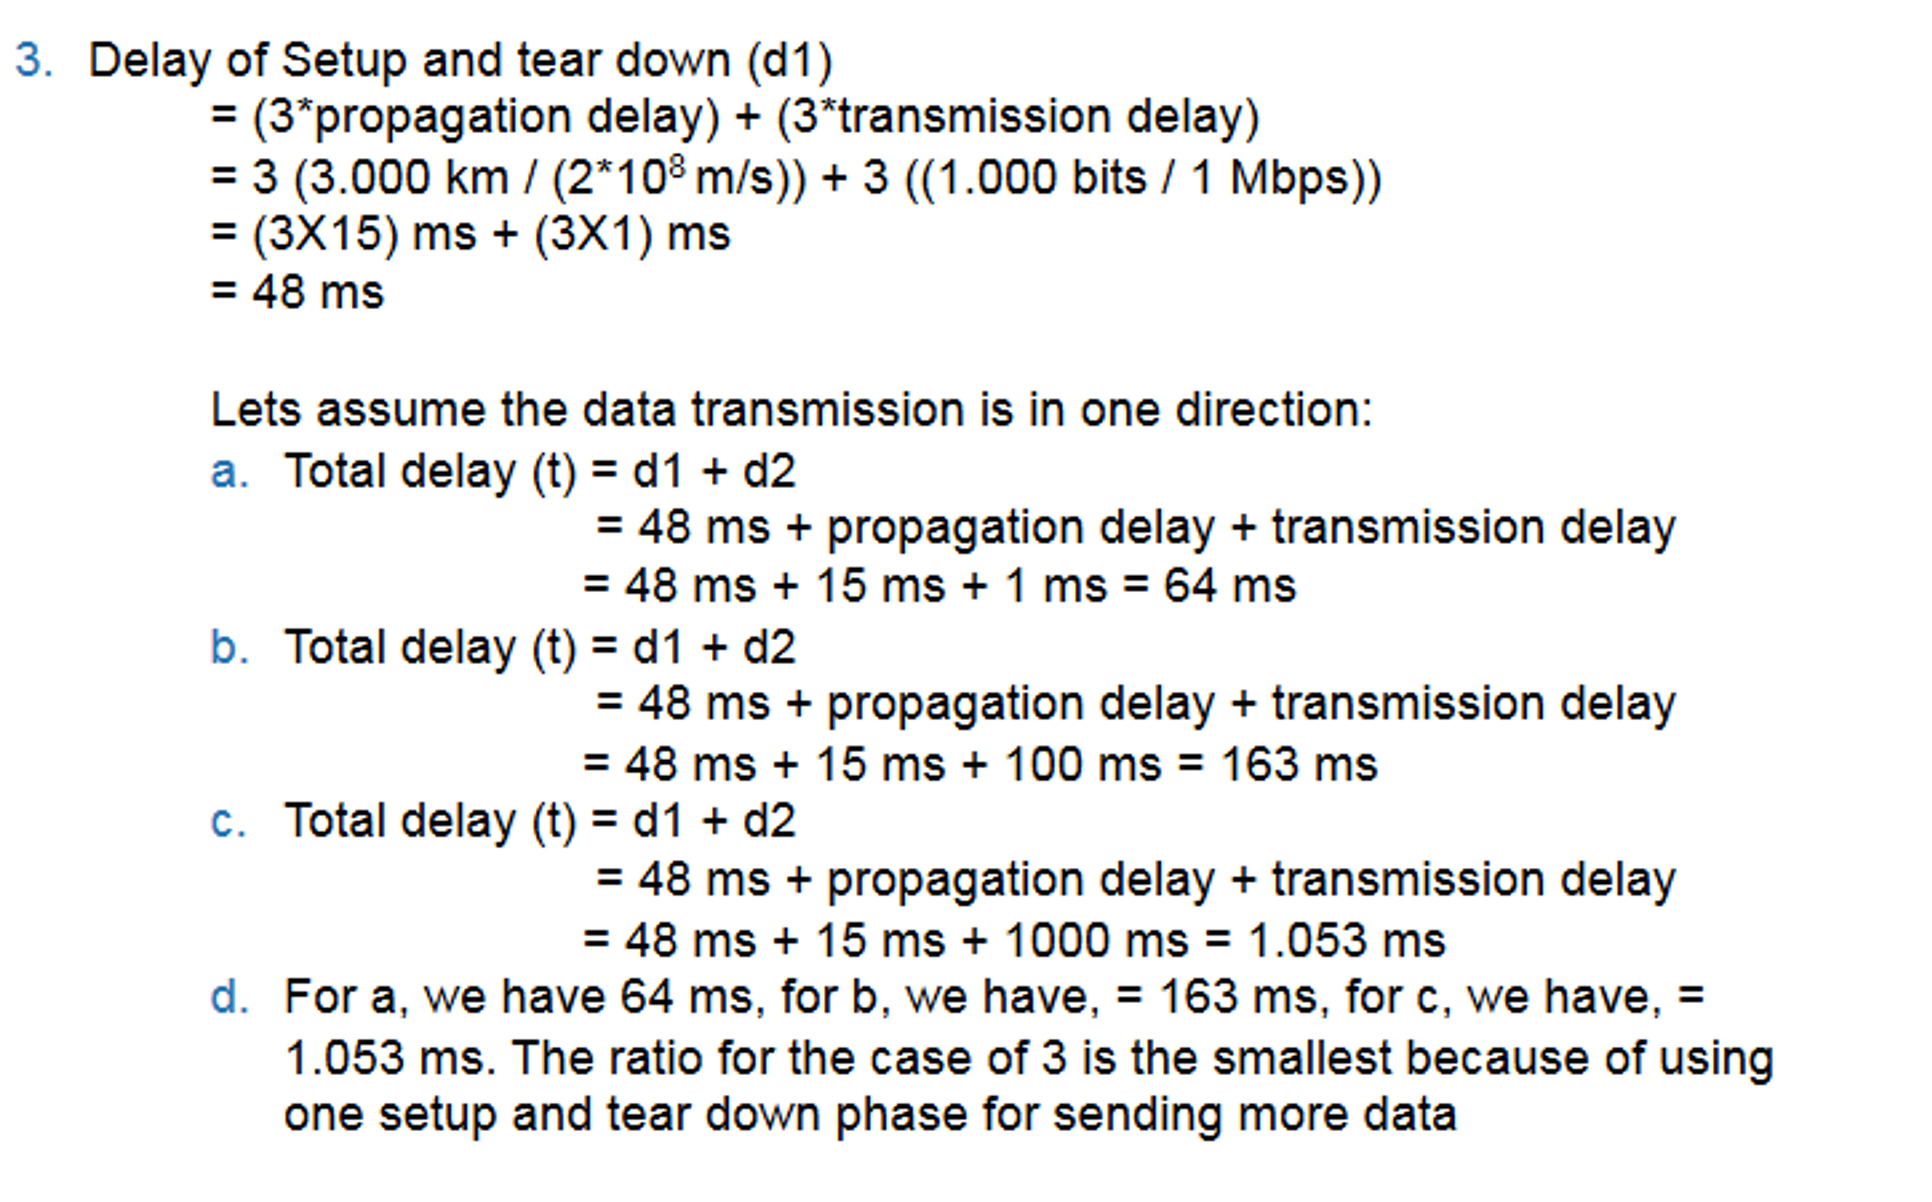 3. Delay of Setup and tear down (d1)
= (3*propagation delay) + (3*transmission delay)
= 3 (3.000 km / (2*10⁸ m/s)) + 3 ((1.000 bits / 1 Mbps))
= (3X15) ms + (3X1) ms
= 48 ms
Lets assume the data transmission is in one direction:
a. Total delay (t) = d1 + d2
= 48 ms + propagation delay + transmission delay
= 48 ms + 15 ms + 1 ms = 64 ms
b. Total delay (t) = d1 + d2
= 48 ms + propagation delay + transmission delay
= 48 ms + 15 ms + 100 ms = 163 ms
c. Total delay (t) = d1 + d2
= 48 ms + propagation delay + transmission delay
= 48 ms + 15 ms + 1000 ms = 1.053 ms
d. For a, we have 64 ms, for b, we have, = 163 ms, for c, we have, =
1.053 ms. The ratio for the case of 3 is the smallest because of using
one setup and tear down phase for sending more data